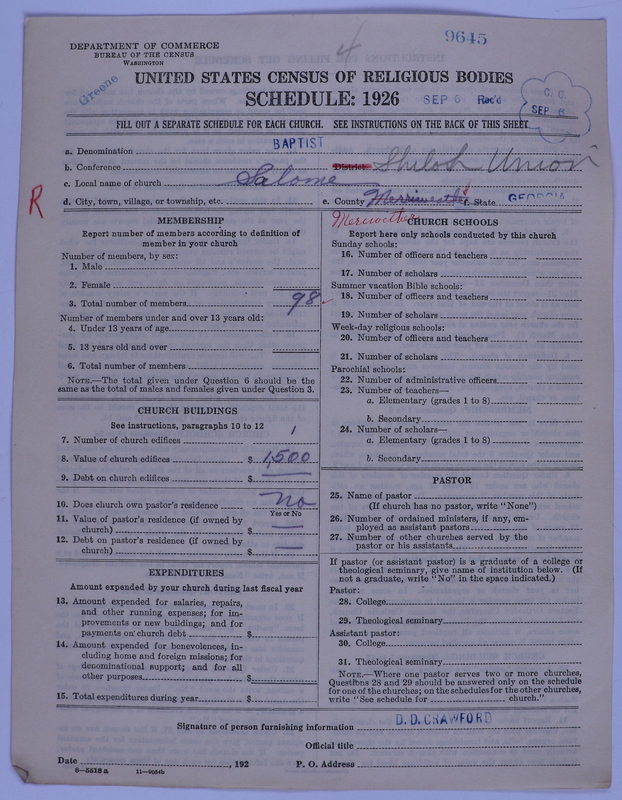 9645
4
DEPARTMENT OF COMMERCE
BUREAU OF THE CENSUS
WASHINGTON
Greene
UNITED STATES CENSUS OF RELIGIOUS BODIES
SCHEDULE: 1926
SEP 6 Rec'd
C. C.
SEP 6
FILL OUT A SEPARATE SCHEDULE FOR EACH CHURCH. SEE INSTRUCTIONS ON THE BACK OF THIS SHEET
a. Denomination BAPTIST
b. Conference District Shiloh Union
c. Local name of church Salome
R
d. City, town, village, or township, etc. e. County Merriweather f. State GEORGIA
Meriwether
MEMBERSHIP
Report number of members according to definition of
member in your church
Number of members, by sex:
1. Male
2. Female
3. Total number of members 98
Number of members under and over 13 years old:
4. Under 13 years of age
5. 13 years old and over
6. Total number of members
NOTE.—The total given under Question 6 should be the
same as the total of males and females given under Question 3.
CHURCH BUILDINGS
See instructions, paragraphs 10 to 12
7. Number of church edifices 1
8. Value of church edifices $ 1,500
9. Debt on church edifices $ —
10. Does church own pastor's residence No
Yes or No
11. Value of pastor's residence (if owned by
church) $ —
12. Debt on pastor's residence (if owned by
church) $ —
EXPENDITURES
Amount expended by your church during last fiscal year
13. Amount expended for salaries, repairs,
and other running expenses; for im-
provements or new buildings; and for
payments on church debt $
14. Amount expended for benevolences, in-
cluding home and foreign missions; for
denominational support; and for all
other purposes $
15. Total expenditures during year $
CHURCH SCHOOLS
Report here only schools conducted by this church
Sunday schools:
16. Number of officers and teachers
17. Number of scholars
Summer vacation Bible schools:
18. Number of officers and teachers
19. Number of scholars
Week-day religious schools:
20. Number of officers and teachers
21. Number of scholars
Parochial schools:
22. Number of administrative officers
23. Number of teachers—
a. Elementary (grades 1 to 8)
b. Secondary
24. Number of scholars—
a. Elementary (grades 1 to 8)
b. Secondary
PASTOR
25. Name of pastor
(If church has no pastor, write "None")
26. Number of ordained ministers, if any, em-
ployed as assistant pastors
27. Number of other churches served by the
pastor or his assistants
If pastor (or assistant pastor) is a graduate of a college or
theological seminary, give name of institution below. (If
not a graduate, write "No" in the space indicated.)
Pastor:
28. College
29. Theological seminary
Assistant pastor:
30. College
31. Theological seminary
NOTE.—Where one pastor serves two or more churches,
Questions 28 and 29 should be answered only on the schedule
for one of the churches; on the schedules for the other churches,
write "See schedule for church."
Signature of person furnishing information D. D. CRAWFORD
Official title
Date , 192 P. O. Address
8—5518 a 11—9054b